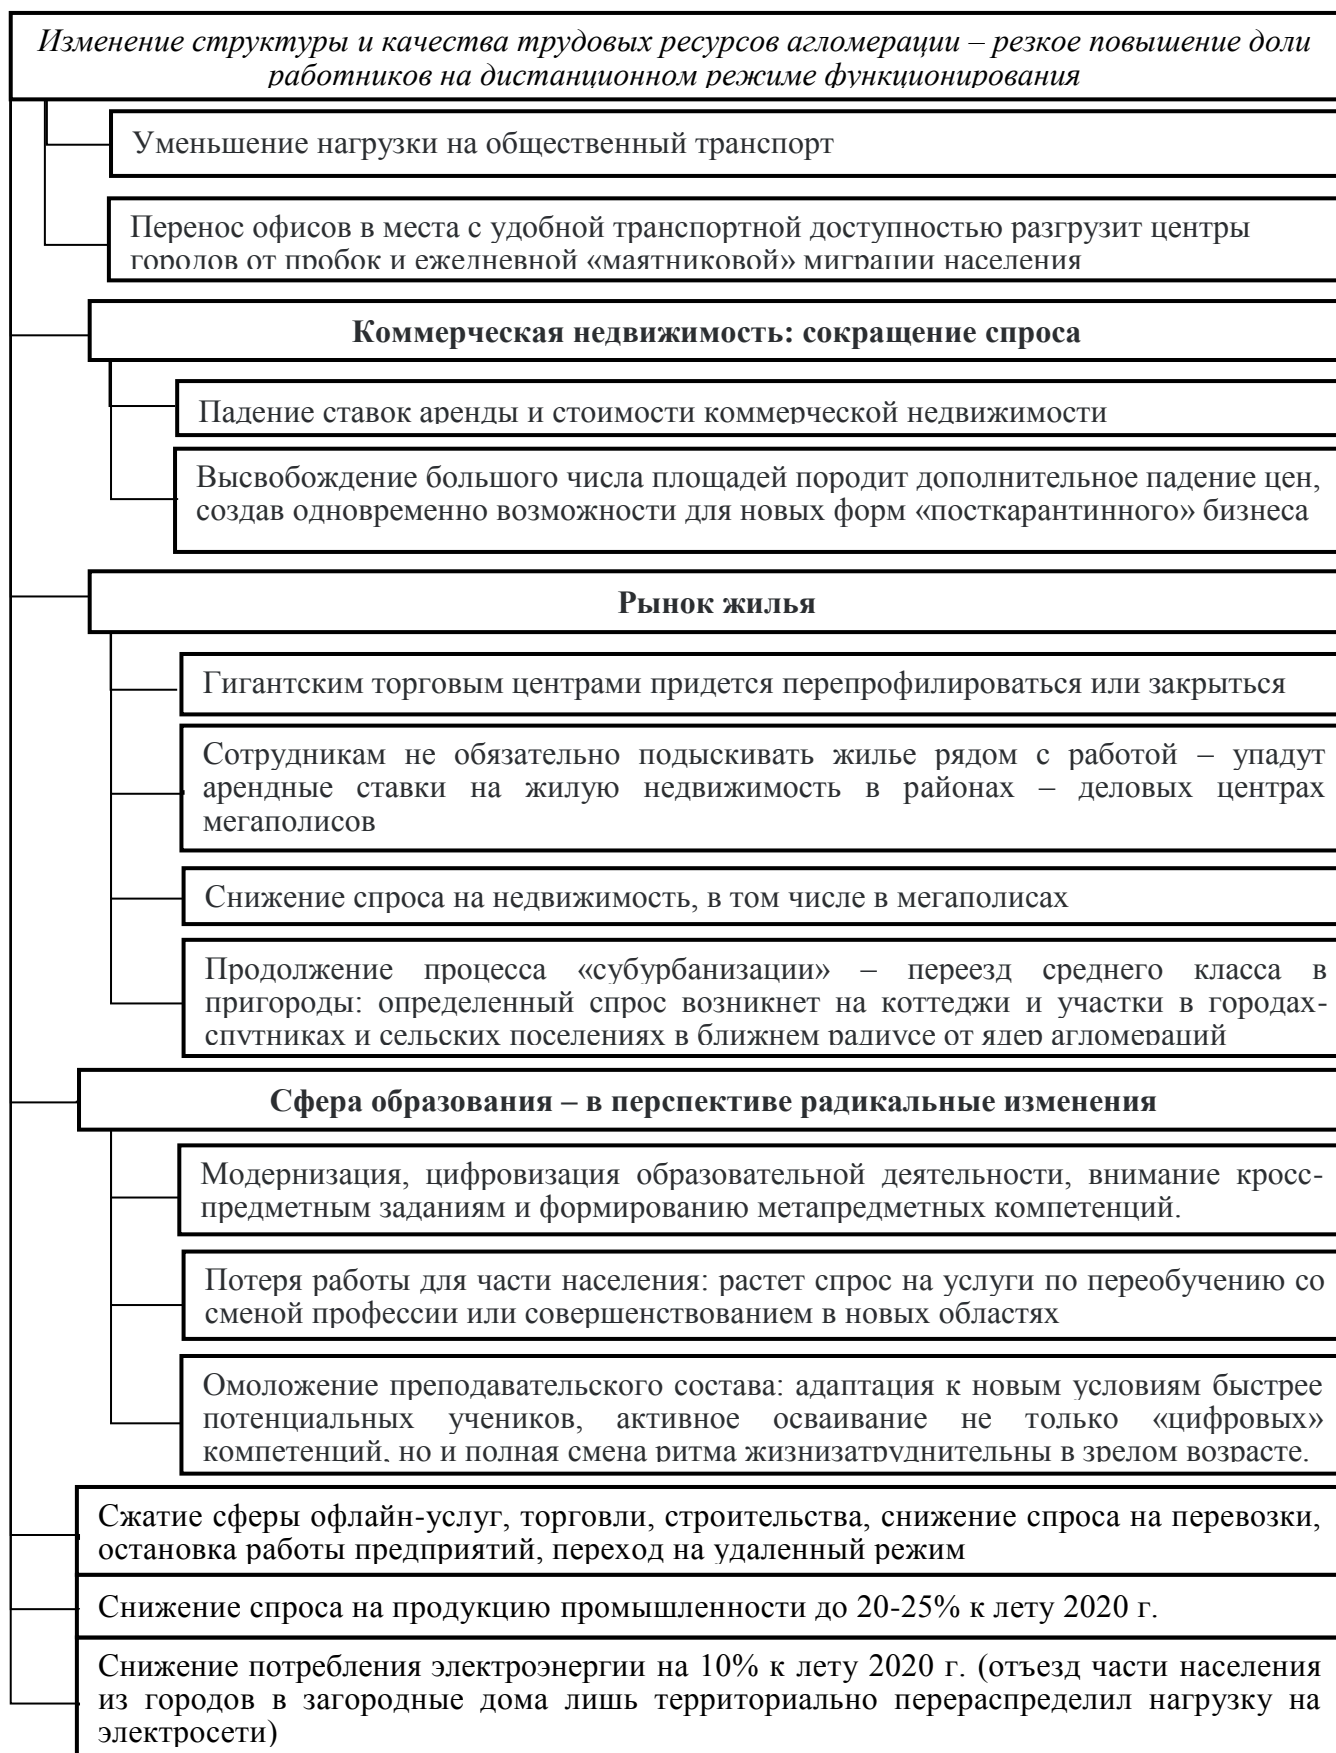 Изменение структуры и качества трудовых ресурсов агломерации – резкое повышение доли
работников на дистанционном режиме функционирования
Уменьшение нагрузки на общественный транспорт
Перенос офисов в места с удобной транспортной доступностью разгрузит центры
городов от пробок и ежедневной «маятниковой» миграции населения
Коммерческая недвижимость: сокращение спроса
Падение ставок аренды и стоимости коммерческой недвижимости
Высвобождение большого числа площадей породит дополнительное падение цен,
создав одновременно возможности для новых форм «посткарантинного» бизнеса
Рынок жилья
Гигантским торговым центрами придется перепрофилироваться или закрыться
Сотрудникам не обязательно подыскивать жилье рядом с работой – упадут
арендные ставки на жилую недвижимость в районах – деловых центрах
мегаполисов
Снижение спроса на недвижимость, в том числе в мегаполисах
Продолжение процесса «субурбанизации» – переезд среднего класса в
пригороды: определенный спрос возникнет на коттеджи и участки в городах-
спутниках и сельских поселениях в ближнем радиусе от ядер агломераций
Сфера образования – в перспективе радикальные изменения
Модернизация, цифровизация образовательной деятельности, внимание кросс-
предметным заданиям и формированию метапредметных компетенций.
Потеря работы для части населения: растет спрос на услуги по переобучению со
сменой профессии или совершенствованием в новых областях
Омоложение преподавательского состава: адаптация к новым условиям быстрее
потенциальных учеников, активное осваивание не только «цифровых»
компетенций, но и полная смена ритма жизнизатруднительны в зрелом возрасте.
Сжатие сферы офлайн-услуг, торговли, строительства, снижение спроса на перевозки,
остановка работы предприятий, переход на удаленный режим
Снижение спроса на продукцию промышленности до 20-25% к лету 2020 г.
Снижение потребления электроэнергии на 10% к лету 2020 г. (отъезд части населения
из городов в загородные дома лишь территориально перераспределил нагрузку на
электросети)